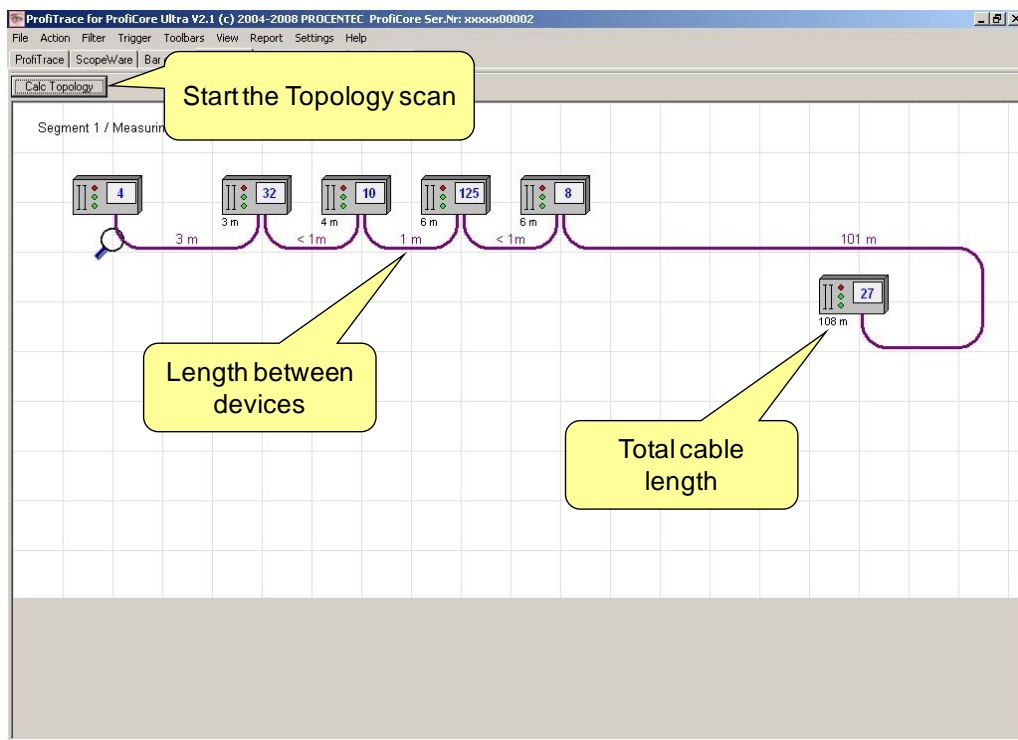 ProfiTrace for ProfiCore Ultra V2.1 (c) 2004-2008 PROCENTEC ProfiCore Ser.Nr: xxxxx00002
File Action Filter Trigger Toolbars View Report Settings Help
ProfiTrace ScopeWare Bar
Calc Topology
Start the Topology scan
Segment 1 /
4 32 10 125 8
3 m 4 m 6 m 6 m
3 m < 1m 1 m < 1m 101 m
27
108 m
Length between
devices
Total cable
length